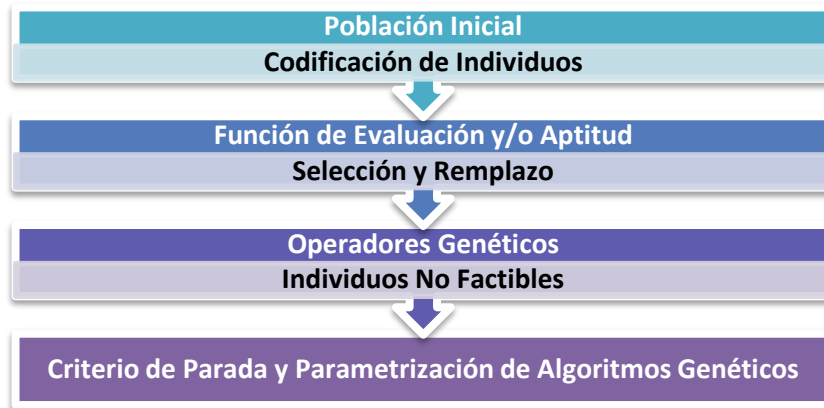 Población Inicial
Codificación de Individuos
Función de Evaluación y/o Aptitud
Selección y Remplazo
Operadores Genéticos
Individuos No Factibles
Criterio de Parada y Parametrización de Algoritmos Genéticos